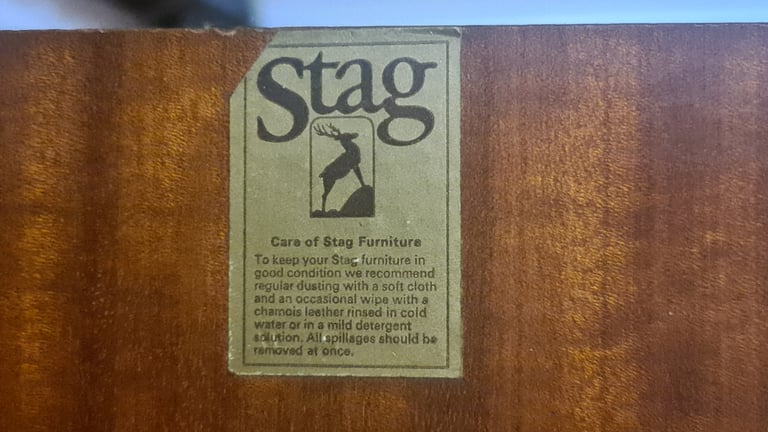 Stag
Care of Stag Furniture
To keep your Stag furniture in
good condition we recommend
regular dusting with a soft cloth
and an occasional wipe with a
chamois leather rinsed in cold
water or in a mild detergent
solution. All spillages should be
removed at once.